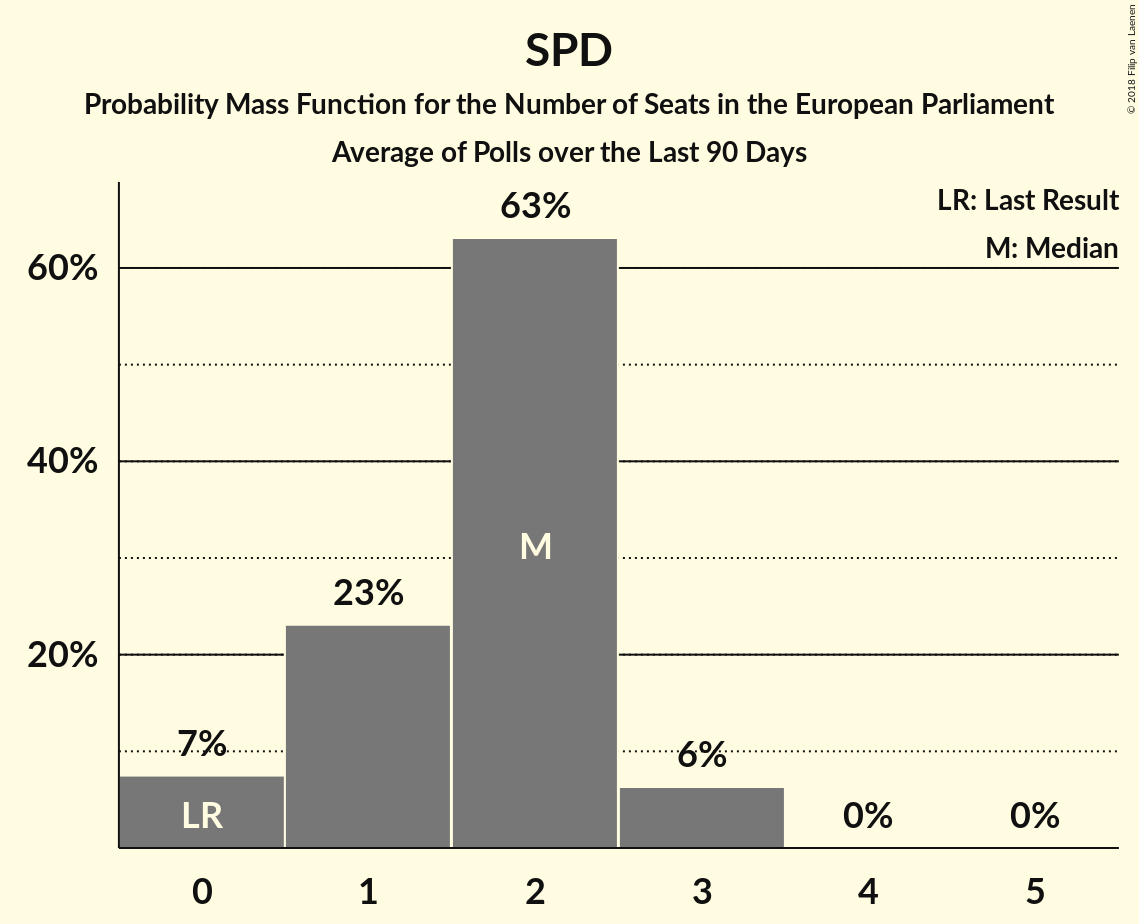 SPD
Probability Mass Function for the Number of Seats in the European Parliament
Average of Polls over the Last 90 Days
© 2018 Filip van Laenen
LR: Last Result
M: Median
63%
60%
40%
M
23%
20%
7%
6%
LR
0%
0%
0
1
2
3
4
5